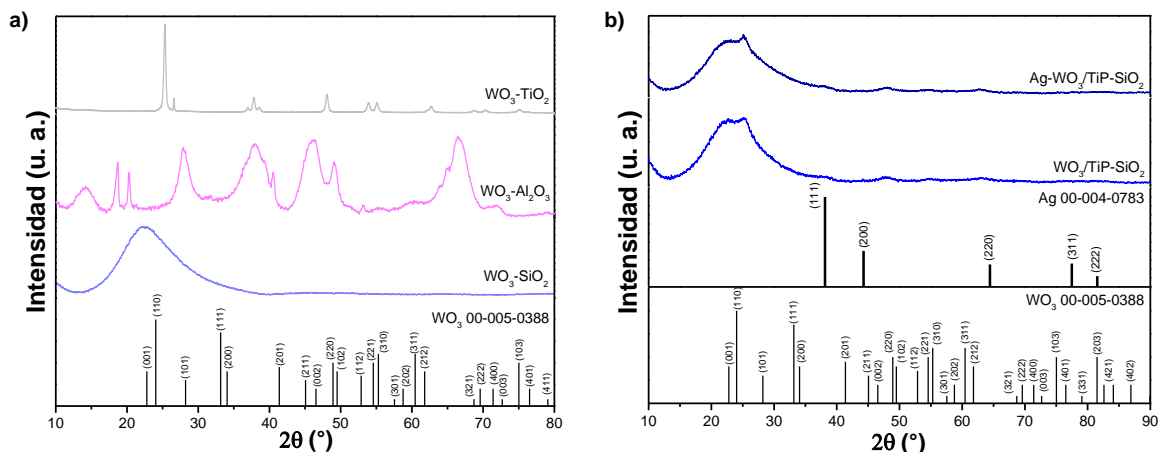 a)
Intensidad (u. a.)
WO₃-TiO₂
WO₃-Al₂O₃
WO₃-SiO₂
WO₃ 00-005-0388
(001) (110) (101) (111) (200) (201) (211) (002) (220) (102) (112) (221) (310) (301) (202) (311) (212) (321) (222) (400) (003) (103) (401) (411)
10 20 30 40 50 60 70 80
2θ (°)
b)
Intensidad (u. a.)
Ag-WO₃/TiP-SiO₂
WO₃/TiP-SiO₂
Ag 00-004-0783
(111) (200) (220) (311) (222)
WO₃ 00-005-0388
(001) (110) (101) (111) (200) (201) (211) (002) (220) (102) (112) (221) (310) (301) (202) (311) (212) (321) (222) (400) (003) (103) (401) (331) (203) (421) (402)
10 20 30 40 50 60 70 80 90
2θ (°)